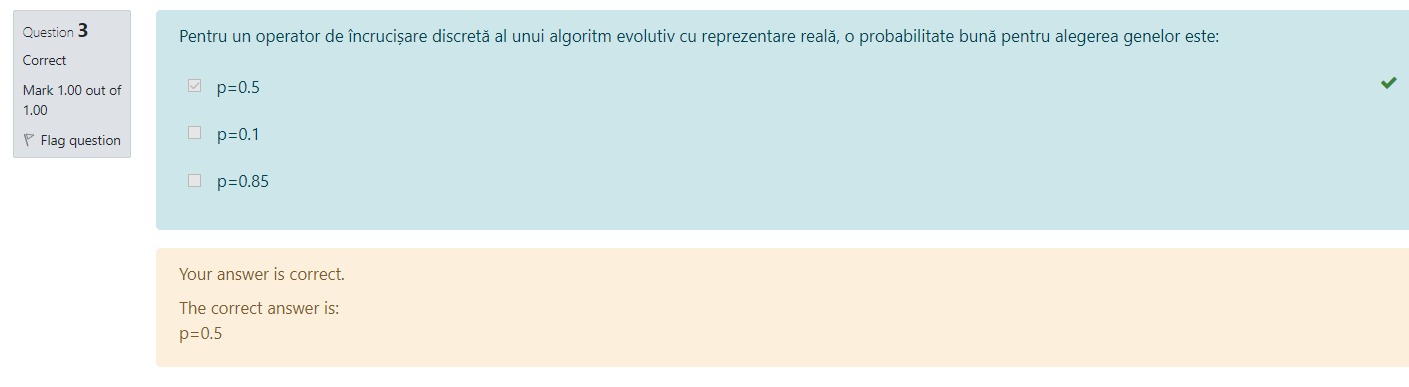 Question 3
Correct
Mark 1.00 out of
1.00
Flag question
Pentru un operator de încrucișare discretă al unui algoritm evolutiv cu reprezentare reală, o probabilitate bună pentru alegerea genelor este:
p=0.5
p=0.1
p=0.85
Your answer is correct.
The correct answer is:
p=0.5